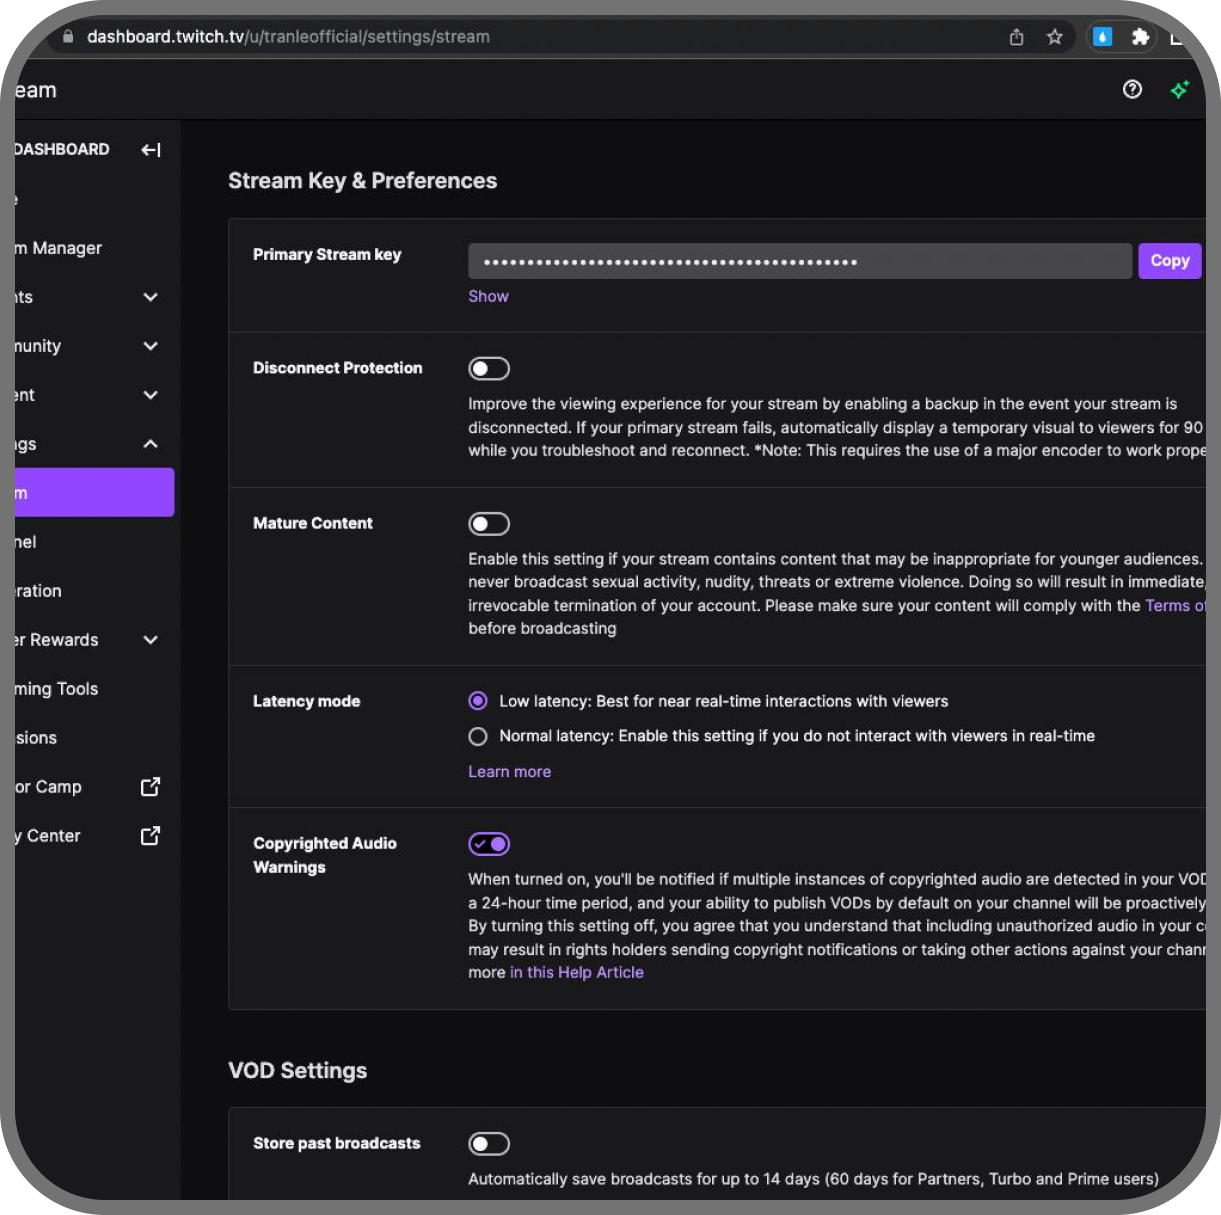 dashboard.twitch.tv/u/tranleofficial/settings/stream
eam
DASHBOARD
Stream Key & Preferences
e
m Manager
nts
munity
ent
ngs
m
nel
eration
er Rewards
ming Tools
sions
or Camp
y Center
Primary Stream key
••••••••••••••••••••••••••••••••••••••••••••
Copy
Show
Disconnect Protection
Improve the viewing experience for your stream by enabling a backup in the event your stream is
disconnected. If your primary stream fails, automatically display a temporary visual to viewers for 90
while you troubleshoot and reconnect. *Note: This requires the use of a major encoder to work prope
Mature Content
Enable this setting if your stream contains content that may be inappropriate for younger audiences.
never broadcast sexual activity, nudity, threats or extreme violence. Doing so will result in immediate,
irrevocable termination of your account. Please make sure your content will comply with the Terms of
before broadcasting
Latency mode
Low latency: Best for near real-time interactions with viewers
Normal latency: Enable this setting if you do not interact with viewers in real-time
Learn more
Copyrighted Audio
Warnings
When turned on, you'll be notified if multiple instances of copyrighted audio are detected in your VOD
a 24-hour time period, and your ability to publish VODs by default on your channel will be proactively
By turning this setting off, you agree that you understand that including unauthorized audio in your c
may result in rights holders sending copyright notifications or taking other actions against your chann
more in this Help Article
VOD Settings
Store past broadcasts
Automatically save broadcasts for up to 14 days (60 days for Partners, Turbo and Prime users)